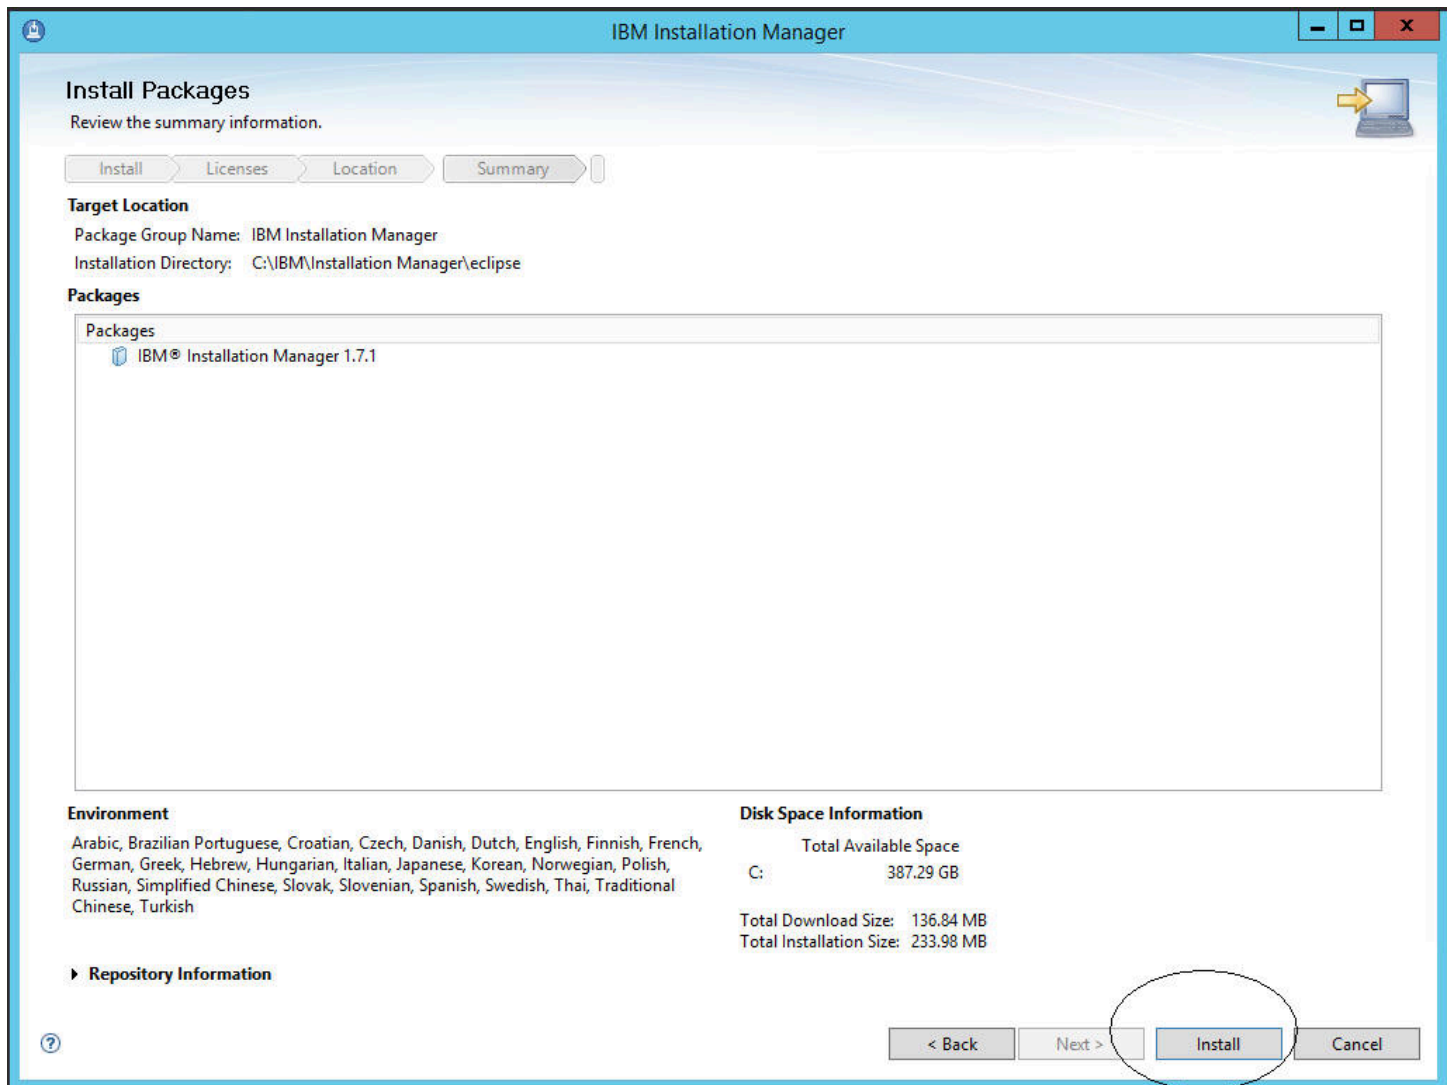 IBM Installation Manager
Install Packages
Review the summary information.
Install Licenses Location Summary
Target Location
Package Group Name: IBM Installation Manager
Installation Directory: C:\IBM\Installation Manager\eclipse
Packages
Packages
IBM® Installation Manager 1.7.1
Environment
Arabic, Brazilian Portuguese, Croatian, Czech, Danish, Dutch, English, Finnish, French,
German, Greek, Hebrew, Hungarian, Italian, Japanese, Korean, Norwegian, Polish,
Russian, Simplified Chinese, Slovak, Slovenian, Spanish, Swedish, Thai, Traditional
Chinese, Turkish
Disk Space Information
Total Available Space
C: 387.29 GB
Total Download Size: 136.84 MB
Total Installation Size: 233.98 MB
Repository Information
? < Back Next > Install Cancel